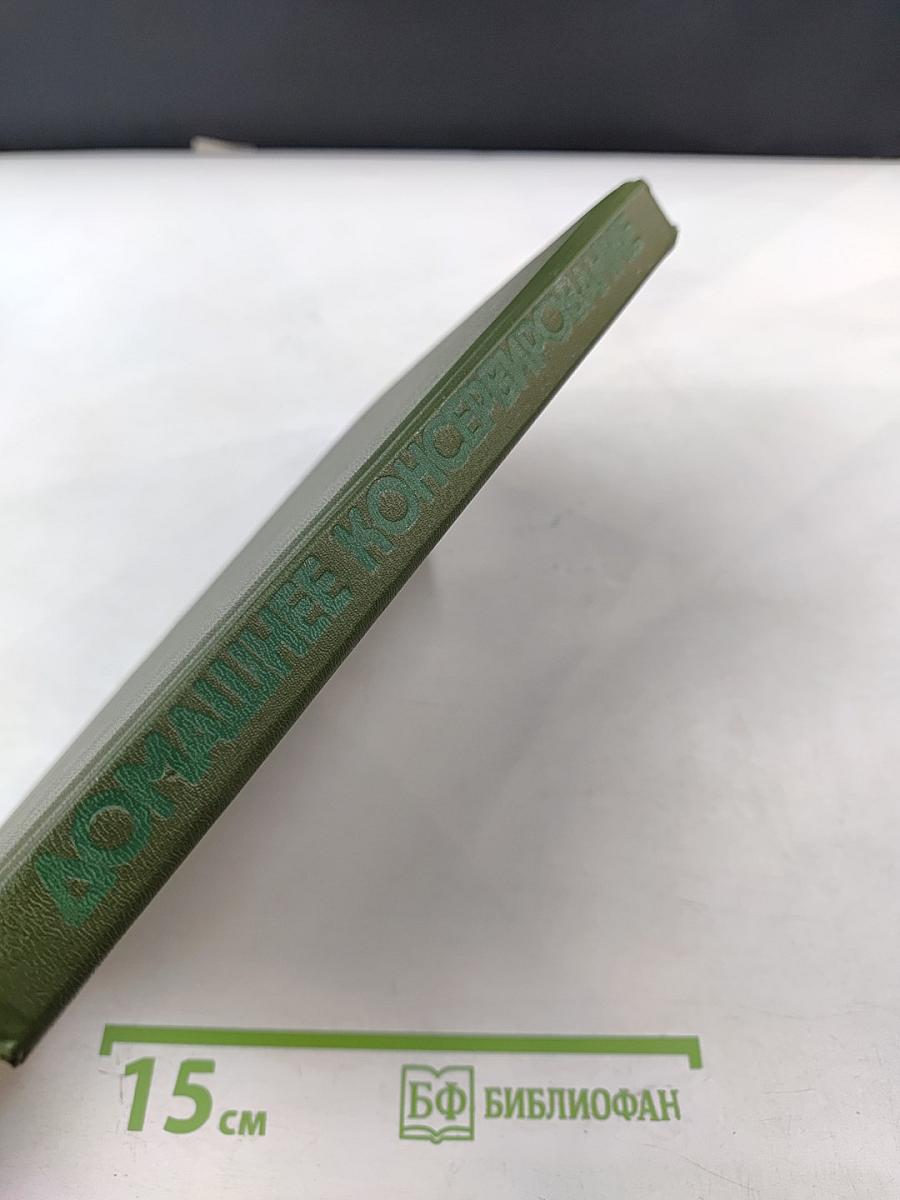 ДОМАШНЕЕ КОНСЕРВИРОВАНИЕ
15 см
БФ БИБЛИОФАН